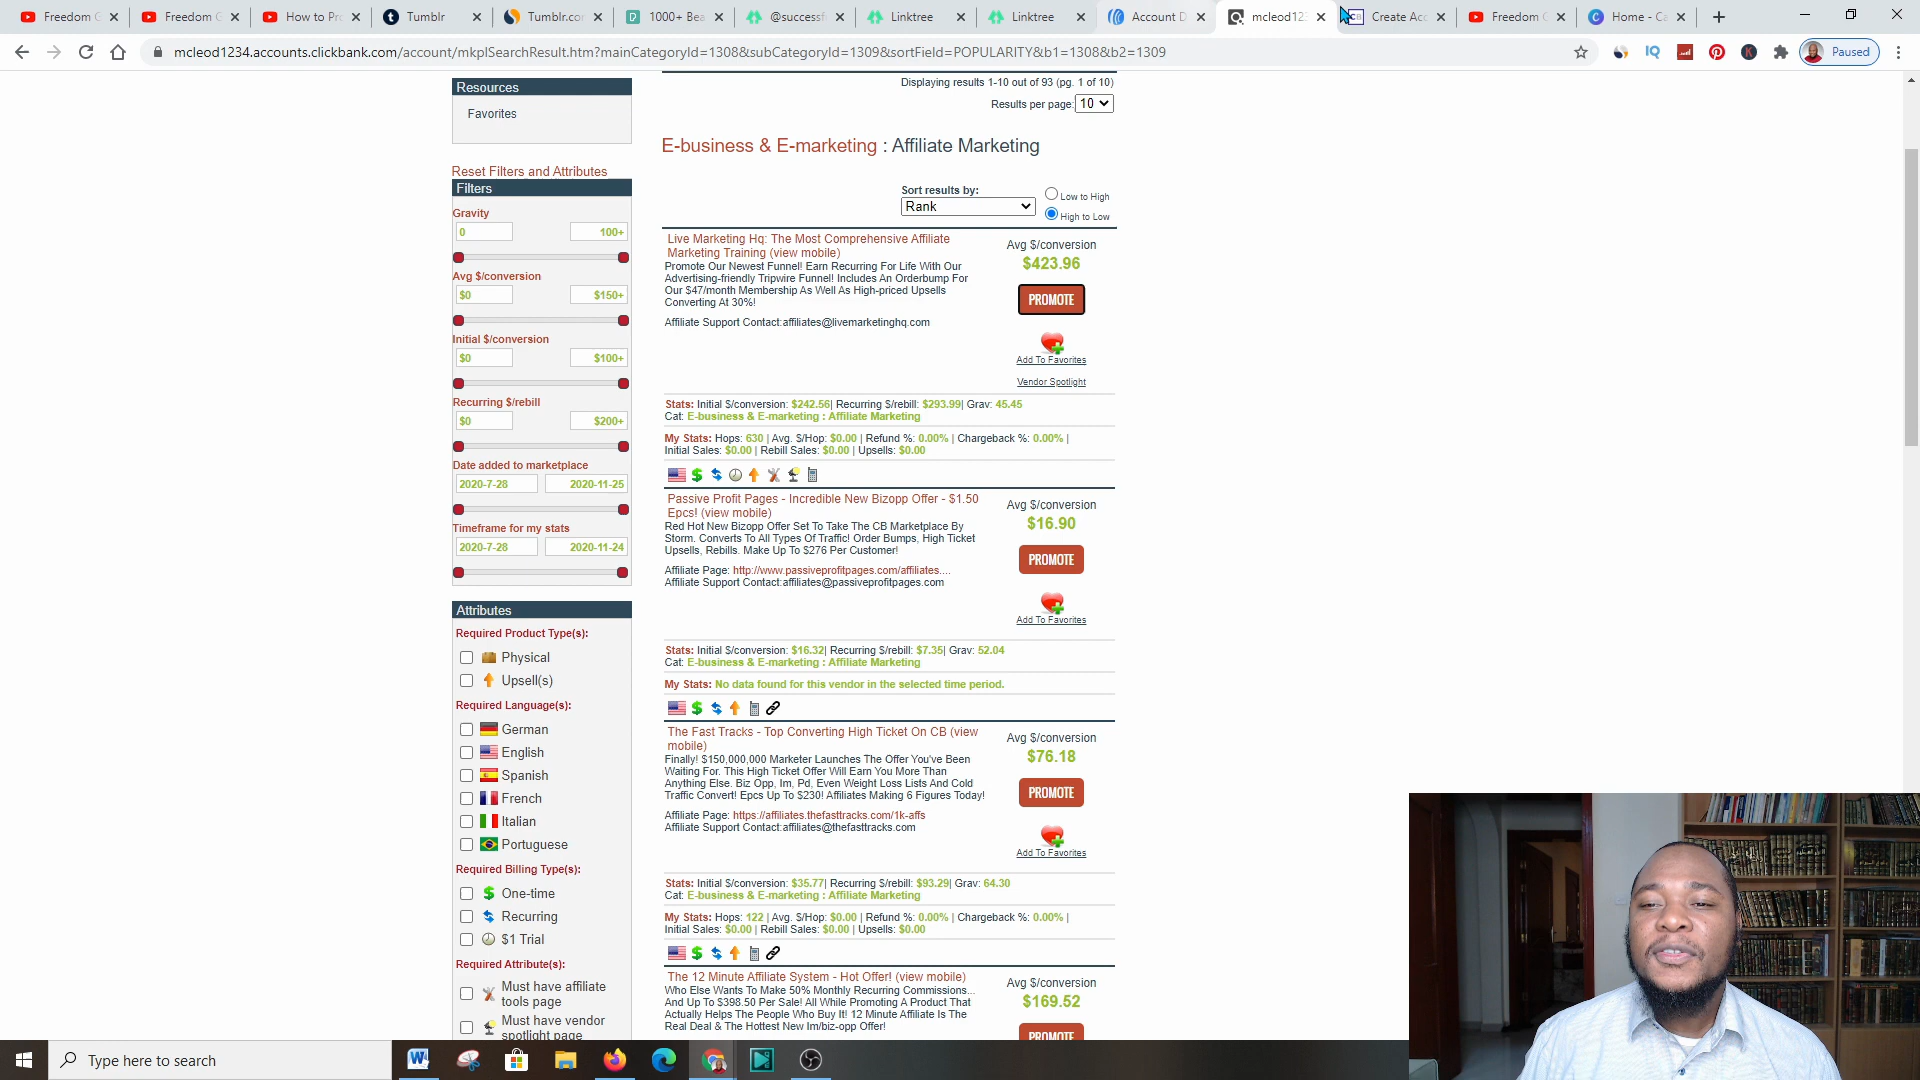 Freedom G
Freedom G
How to Pro
Tumblr
Tumblr.co
1000+ Bea
@successf
Linktree
Linktree
Account D
mcleod123
Create Acc
Freedom G
Home - Ca
mcleod1234.accounts.clickbank.com/account/mkplSearchResult.htm?mainCategoryId=1308&subCategoryId=1309&sortField=POPULARITY&b1=1308&b2=1309
IQ
Paused
Resources
Favorites
Reset Filters and Attributes
Filters
Gravity
0 100+
Avg $/conversion
$0 $150+
Initial $/conversion
$0 $100+
Recurring $/rebill
$0 $200+
Date added to marketplace
2020-7-28 2020-11-25
Timeframe for my stats
2020-7-28 2020-11-24
Attributes
Required Product Type(s):
Physical
Upsell(s)
Required Language(s):
German
English
Spanish
French
Italian
Portuguese
Required Billing Type(s):
One-time
Recurring
$1 Trial
Required Attribute(s):
Must have affiliate
tools page
Must have vendor
spotlight page
Displaying results 1-10 out of 93 (pg. 1 of 10)
Results per page: 10
E-business & E-marketing : Affiliate Marketing
Sort results by:
Rank
Low to High
High to Low
Live Marketing Hq: The Most Comprehensive Affiliate
Marketing Training (view mobile)
Promote Our Newest Funnel! Earn Recurring For Life With Our
Advertising-friendly Tripwire Funnel! Includes An Orderbump For
Our $47/month Membership As Well As High-priced Upsells
Converting At 30%!
Affiliate Support Contact:affiliates@livemarketinghq.com
Avg $/conversion
$423.96
PROMOTE
Add To Favorites
Vendor Spotlight
Stats: Initial $/conversion: $242.56| Recurring $/rebill: $293.99| Grav: 45.45
Cat: E-business & E-marketing : Affiliate Marketing
My Stats: Hops: 630 | Avg. $/Hop: $0.00 | Refund %: 0.00% | Chargeback %: 0.00% |
Initial Sales: $0.00 | Rebill Sales: $0.00 | Upsells: $0.00
Passive Profit Pages - Incredible New Bizopp Offer - $1.50
Epcs! (view mobile)
Red Hot New Bizopp Offer Set To Take The CB Marketplace By
Storm. Converts To All Types Of Traffic! Order Bumps, High Ticket
Upsells, Rebills. Make Up To $276 Per Customer!
Affiliate Page: http://www.passiveprofitpages.com/affiliates....
Affiliate Support Contact:affiliates@passiveprofitpages.com
Avg $/conversion
$16.90
PROMOTE
Add To Favorites
Stats: Initial $/conversion: $16.32| Recurring $/rebill: $7.35| Grav: 52.04
Cat: E-business & E-marketing : Affiliate Marketing
My Stats: No data found for this vendor in the selected time period.
The Fast Tracks - Top Converting High Ticket On CB (view
mobile)
Finally! $150,000,000 Marketer Launches The Offer You've Been
Waiting For. This High Ticket Offer Will Earn You More Than
Anything Else. Biz Opp, Im, Pd, Even Weight Loss Lists And Cold
Traffic Convert! Epcs Up To $230! Affiliates Making 6 Figures Today!
Affiliate Page: https://affiliates.thefasttracks.com/1k-affs
Affiliate Support Contact:affiliates@thefasttracks.com
Avg $/conversion
$76.18
PROMOTE
Add To Favorites
Stats: Initial $/conversion: $35.77| Recurring $/rebill: $93.29| Grav: 64.30
Cat: E-business & E-marketing : Affiliate Marketing
My Stats: Hops: 122 | Avg. $/Hop: $0.00 | Refund %: 0.00% | Chargeback %: 0.00% |
Initial Sales: $0.00 | Rebill Sales: $0.00 | Upsells: $0.00
The 12 Minute Affiliate System - Hot Offer! (view mobile)
Who Else Wants To Make 50% Monthly Recurring Commissions...
And Up To $398.50 Per Sale! All While Promoting A Product That
Actually Helps The People Who Buy It! 12 Minute Affiliate Is The
Real Deal & The Hottest New Im/biz-opp Offer!
Avg $/conversion
$169.52
PROMOTE
Type here to search